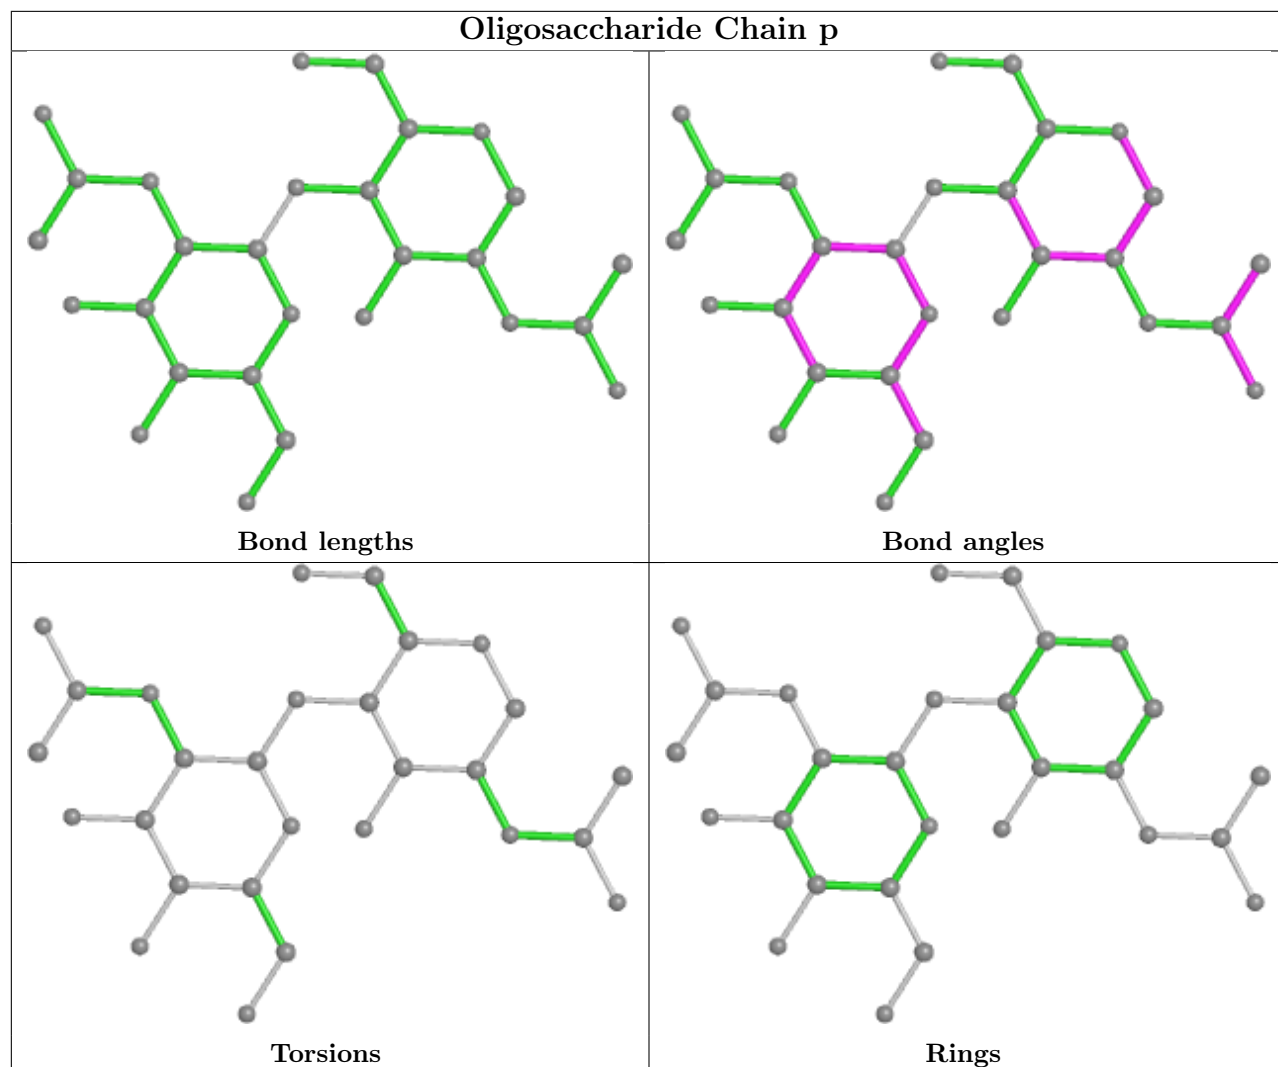 Oligosaccharide Chain p
Bond lengths
Bond angles
Torsions
Rings